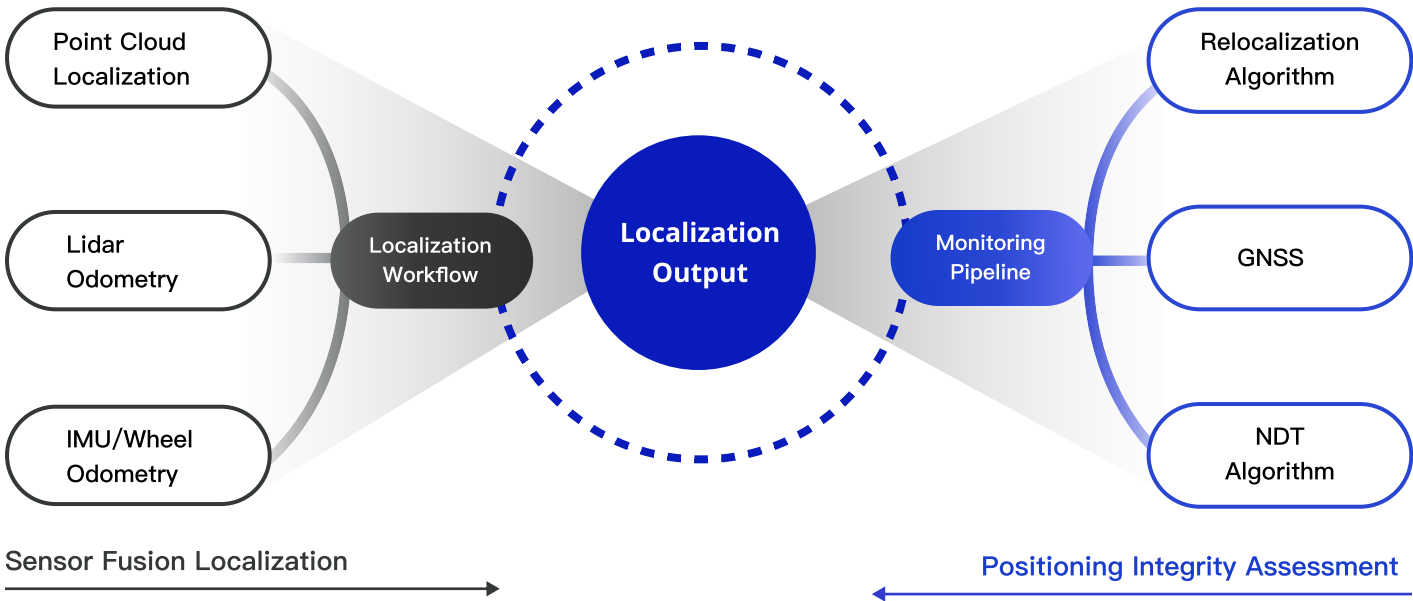 Point Cloud
Localization
Lidar
Odometry
IMU/Wheel
Odometry
Localization
Workflow
Localization
Output
Monitoring
Pipeline
Relocalization
Algorithm
GNSS
NDT
Algorithm
Sensor Fusion Localization
Positioning Integrity Assessment